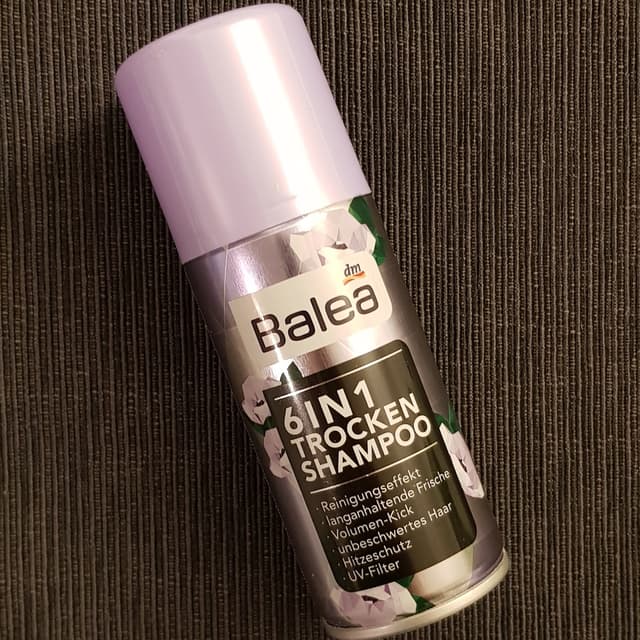 dm
Balea
6IN1
TROCKEN
SHAMPOO
· Reinigungseffekt
· langanhaltende Frische
· Volumen-Kick
· unbeschwertes Haar
· Hitzeschutz
UV-Filter